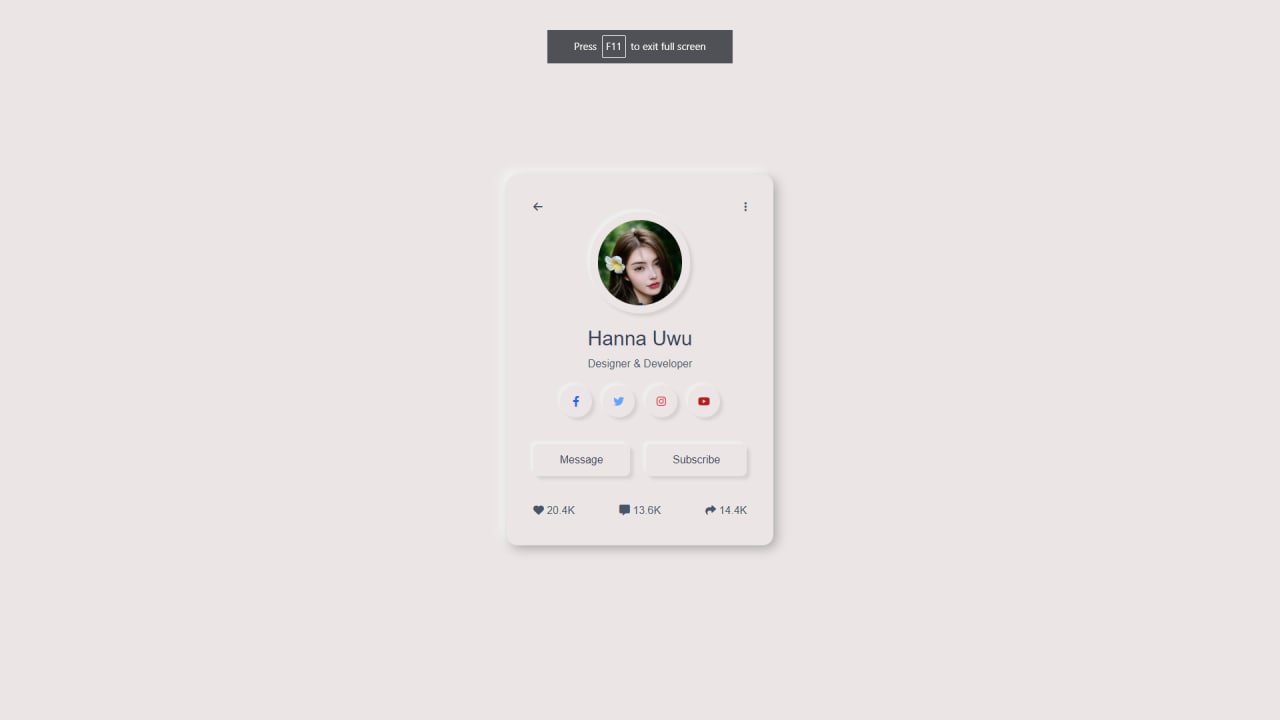 Press F11 to exit full screen
Hanna Uwu
Designer & Developer
Message Subscribe
20.4K 13.6K 14.4K